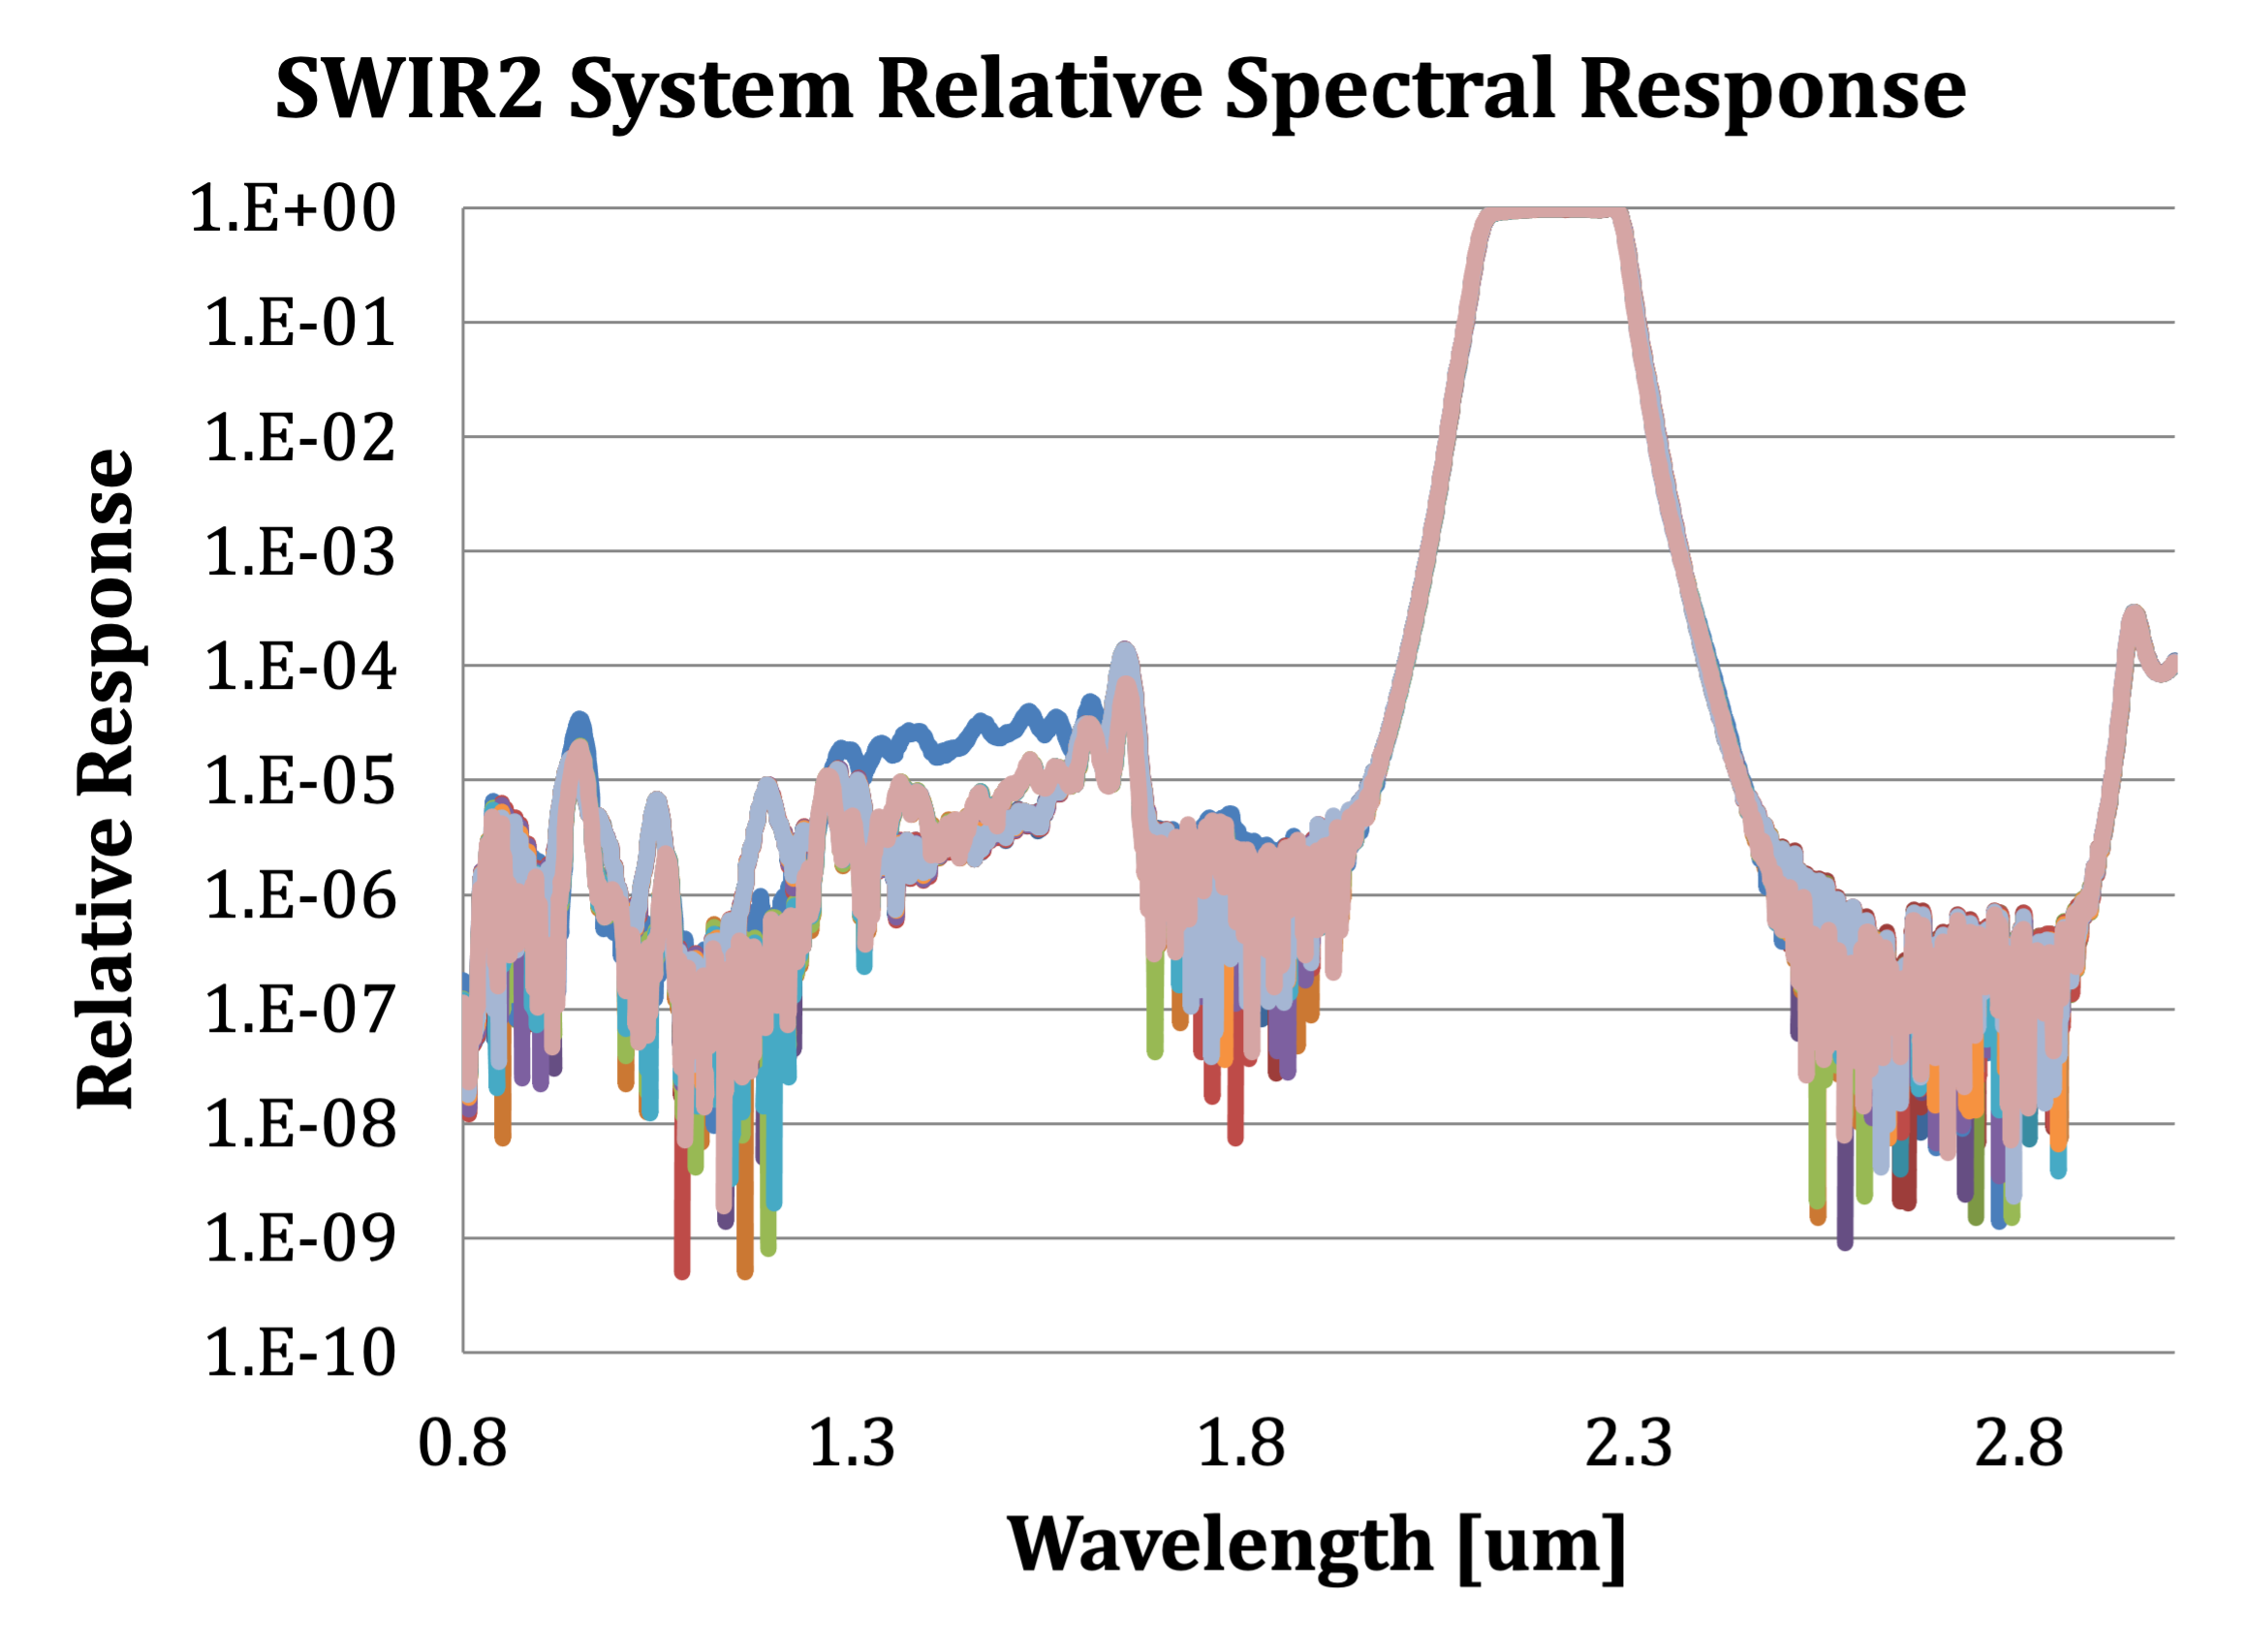 SWIR2 System Relative Spectral Response
1.E+00
1.E-01
1.E-02
1.E-03
1.E-04
1.E-05
1.E-06
1.E-07
1.E-08
1.E-09
1.E-10
Relative Response
0.8 1.3 1.8 2.3 2.8
Wavelength [um]